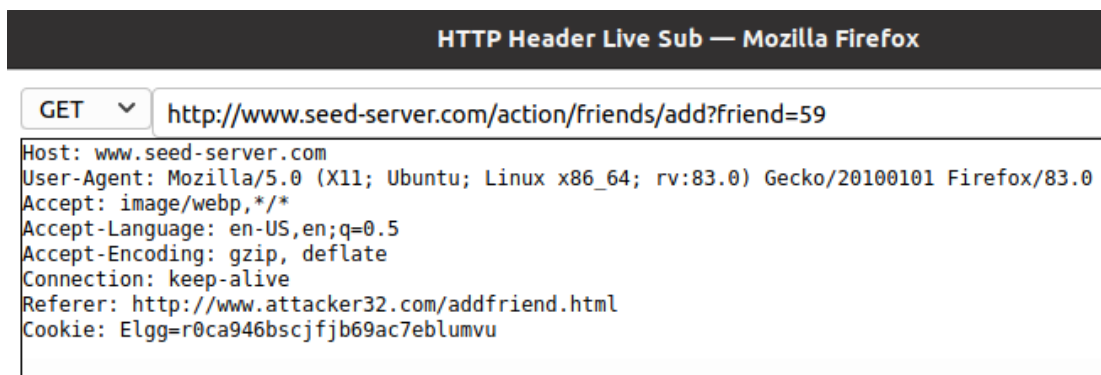 HTTP Header Live Sub — Mozilla Firefox
GET http://www.seed-server.com/action/friends/add?friend=59
Host: www.seed-server.com
User-Agent: Mozilla/5.0 (X11; Ubuntu; Linux x86_64; rv:83.0) Gecko/20100101 Firefox/83.0
Accept: image/webp,*/*
Accept-Language: en-US,en;q=0.5
Accept-Encoding: gzip, deflate
Connection: keep-alive
Referer: http://www.attacker32.com/addfriend.html
Cookie: Elgg=r0ca946bscjfjb69ac7eblumvu